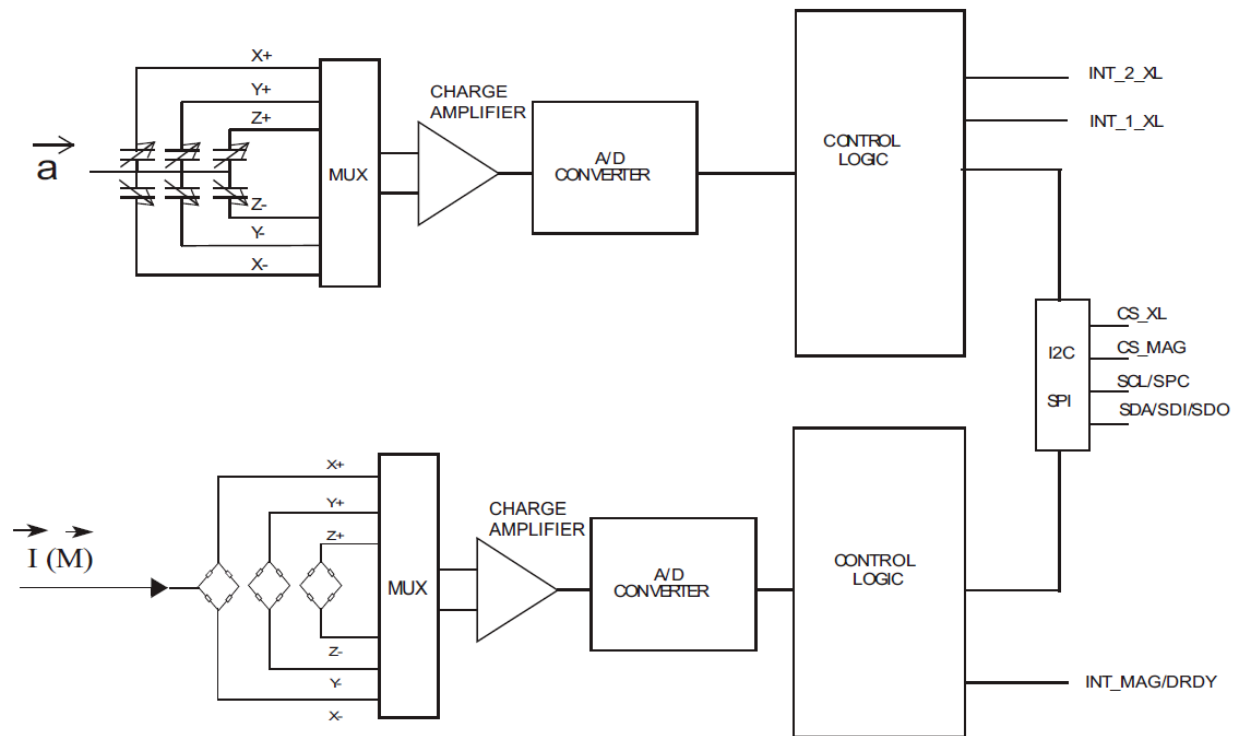 X+
Y+
Z+
a
Z-
Y-
X-
MUX
CHARGE
AMPLIFIER
A/D
CONVERTER
CONTROL
LOGIC
INT_2_XL
INT_1_XL
I2C
SPI
CS_XL
CS_MAG
SCL/SPC
SDA/SDI/SDO
X+
Y+
Z+
I (M)
Z-
Y-
X-
MUX
CHARGE
AMPLIFIER
A/D
CONVERTER
CONTROL
LOGIC
INT_MAG/DRDY